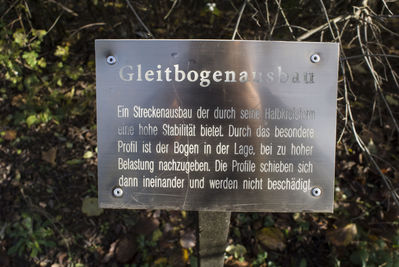 Gleitbogenausbau
Ein Streckenausbau der durch seine Halbkreisform
eine hohe Stabilität bietet. Durch das besondere
Profil ist der Bogen in der Lage, bei zu hoher
Belastung nachzugeben. Die Profile schieben sich
dann ineinander und werden nicht beschädigt.